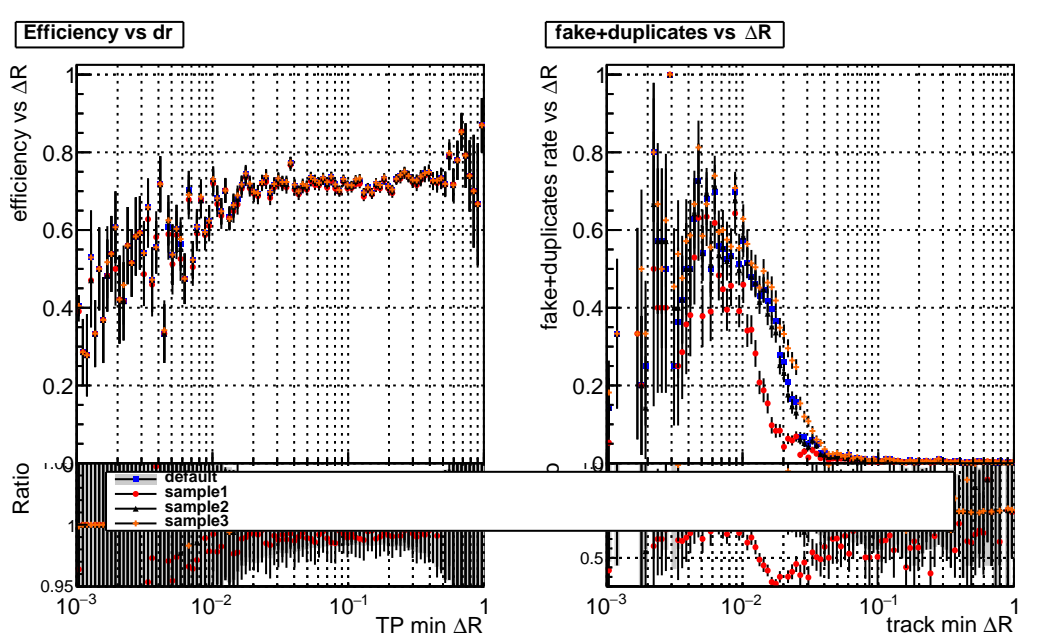 Efficiency vs dr
efficiency vs ΔR
1
0.8
0.6
0.4
0.2
0
Ratio
1
0.95
10⁻³ 10⁻² 10⁻¹ 1
TP min ΔR
fake+duplicates vs ΔR
fake+duplicates rate vs ΔR
1
0.8
0.6
0.4
0.2
0
0.5
10⁻³ 10⁻² 10⁻¹ 1
track min ΔR
default
sample1
sample2
sample3